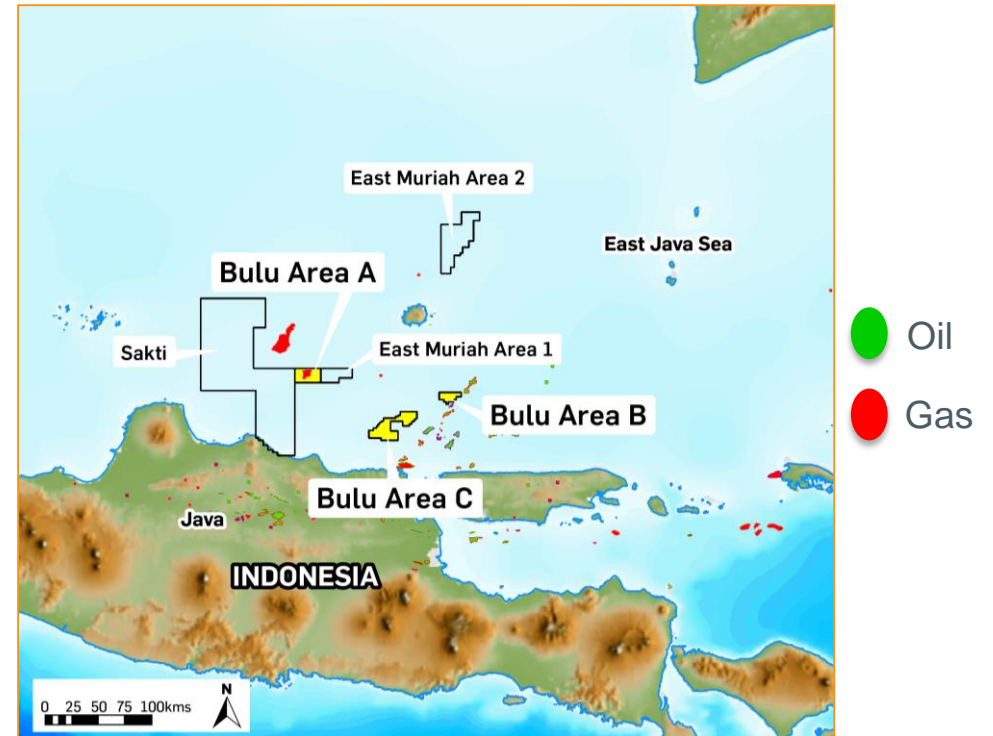 East Muriah Area 2
East Java Sea
Bulu Area A
Sakti
East Muriah Area 1
Bulu Area B
Bulu Area C
Java
INDONESIA
N
0 25 50 75 100kms
Oil
Gas